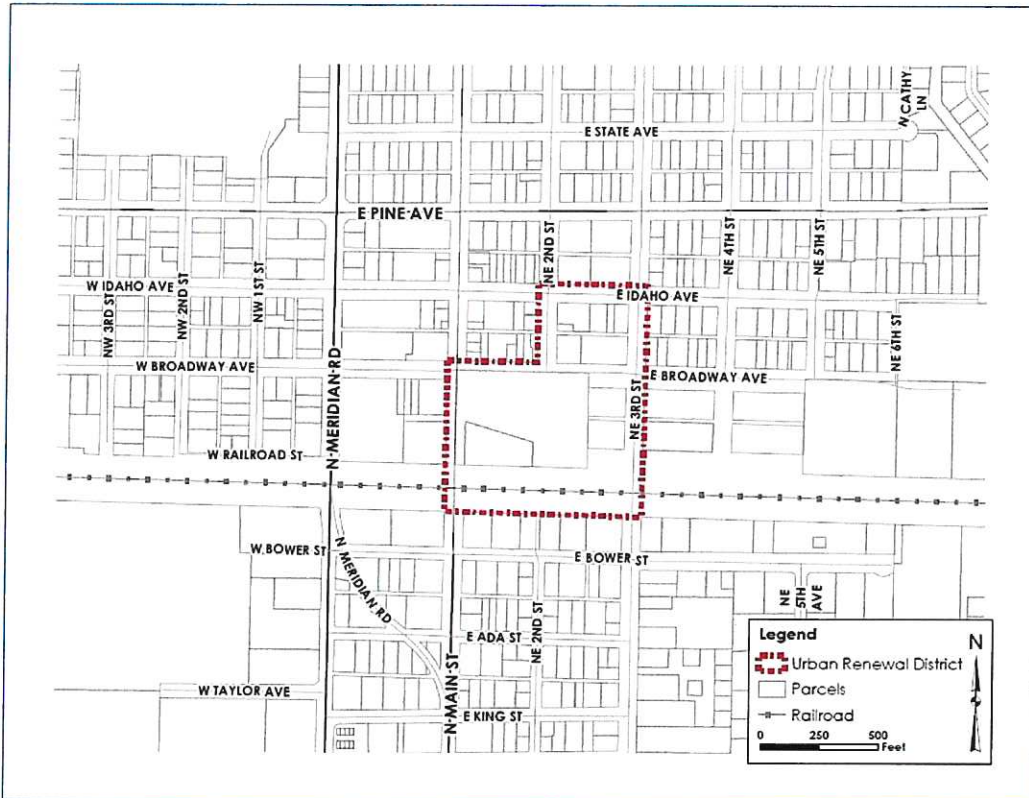 N CATHY
LN
E STATE AVE
E PINE AVE
NE 2ND ST
NE 4TH ST
NE 5TH ST
W IDAHO AVE
NW 3RD ST
NW 2ND ST
NW 1ST ST
E IDAHO AVE
NE 6TH ST
W BROADWAY AVE
N MERIDIAN RD
E BROADWAY AVE
NE 3RD ST
W RAILROAD ST
W BOWER ST
N MERIDIAN RD
E BOWER ST
NE
5TH
AVE
E ADA ST
NE 2ND ST
W TAYLOR AVE
N MAIN ST
E KING ST
Legend
N
Urban Renewal District
Parcels
Railroad
0 250 500
Feet